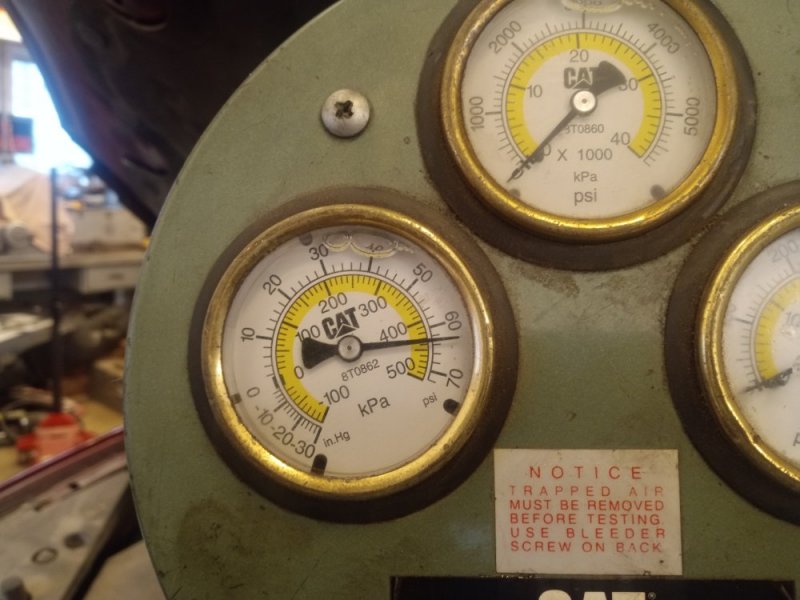 2000
4000
1000
5000
20
10
30
40
0
CAT
8T0860
X 1000
kPa
psi
30
40
50
20
60
10
70
0
-10
-20
-30
in.Hg
psi
200
300
100
400
0
500
-100
CAT
8T0862
kPa
NOTICE
TRAPPED AIR
MUST BE REMOVED
BEFORE TESTING.
USE BLEEDER
SCREW ON BACK
CAT